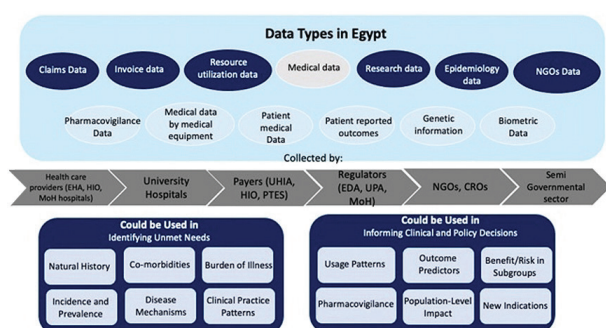 Data Types in Egypt
Claims Data
Invoice data
Resource
utilization data
Medical data
Research data
Epidemiology
data
NGOs Data
Pharmacovigilance
Data
Medical data
by medical
equipment
Patient
medical
Data
Patient reported
outcomes
Genetic
information
Biometric
Data
Collected by:
Health care
providers (EHA, HIO,
MoH hospitals)
University
Hospitals
Payers (UHIA,
HIO, PTES)
Regulators
(EDA, UPA,
MoH)
NGOs, CROs
Semi
Governmental
sector
Could be Used in
Identifying Unmet Needs
Natural History
Co-morbidities
Burden of Illness
Incidence and
Prevalence
Disease
Mechanisms
Clinical Practice
Patterns
Could be Used in
Informing Clinical and Policy Decisions
Usage Patterns
Outcome
Predictors
Benefit/Risk in
Subgroups
Pharmacovigilance
Population-Level
Impact
New Indications